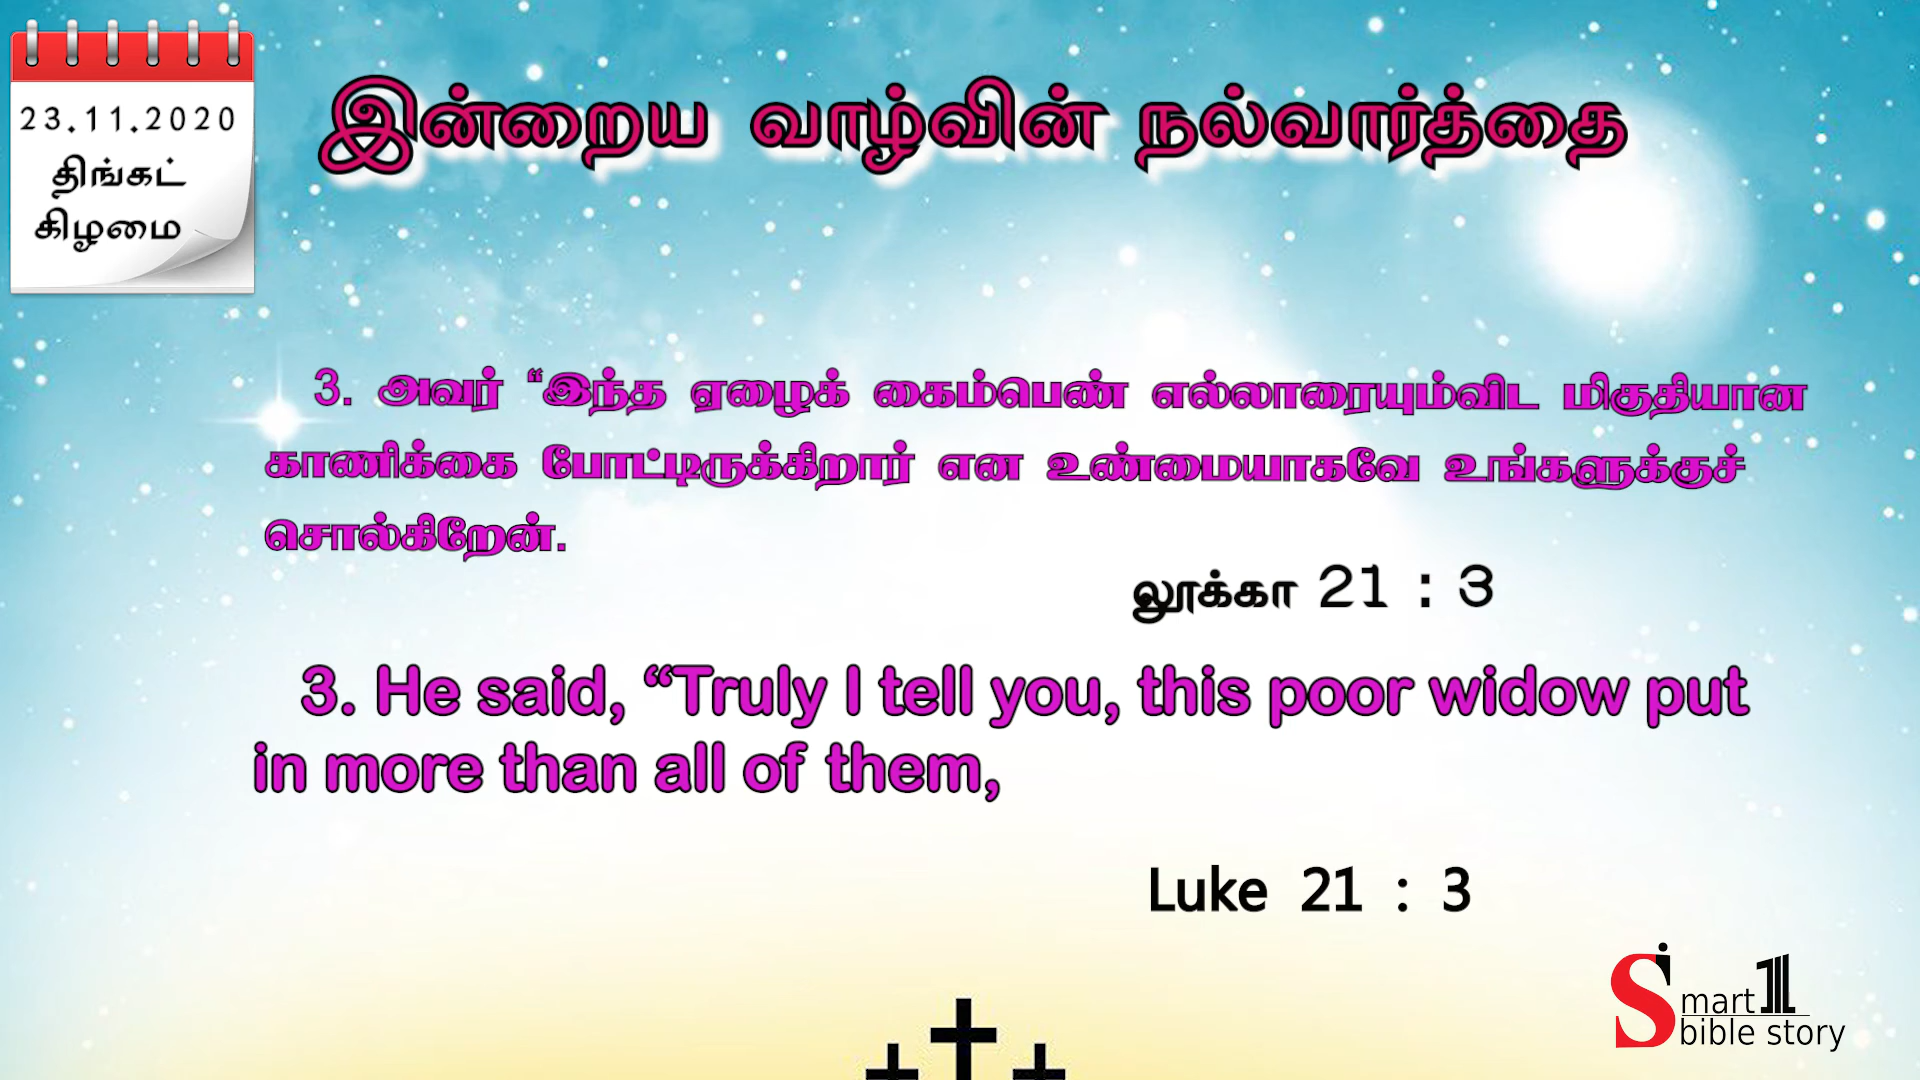 23.11.2020
திங்கட்
கிழமை
இன்றைய வாழ்வின் நல்வார்த்தை
3. அவர் “இந்த ஏழைக் கைம்பெண் எல்லாரையும்விட மிகுதியான
காணிக்கை போட்டிருக்கிறார் என உண்மையாகவே உங்களுக்குச்
சொல்கிறேன்.
லூக்கா 21 : 3
3. He said, “Truly I tell you, this poor widow put
in more than all of them,
Luke 21 : 3
Smart1
bible story